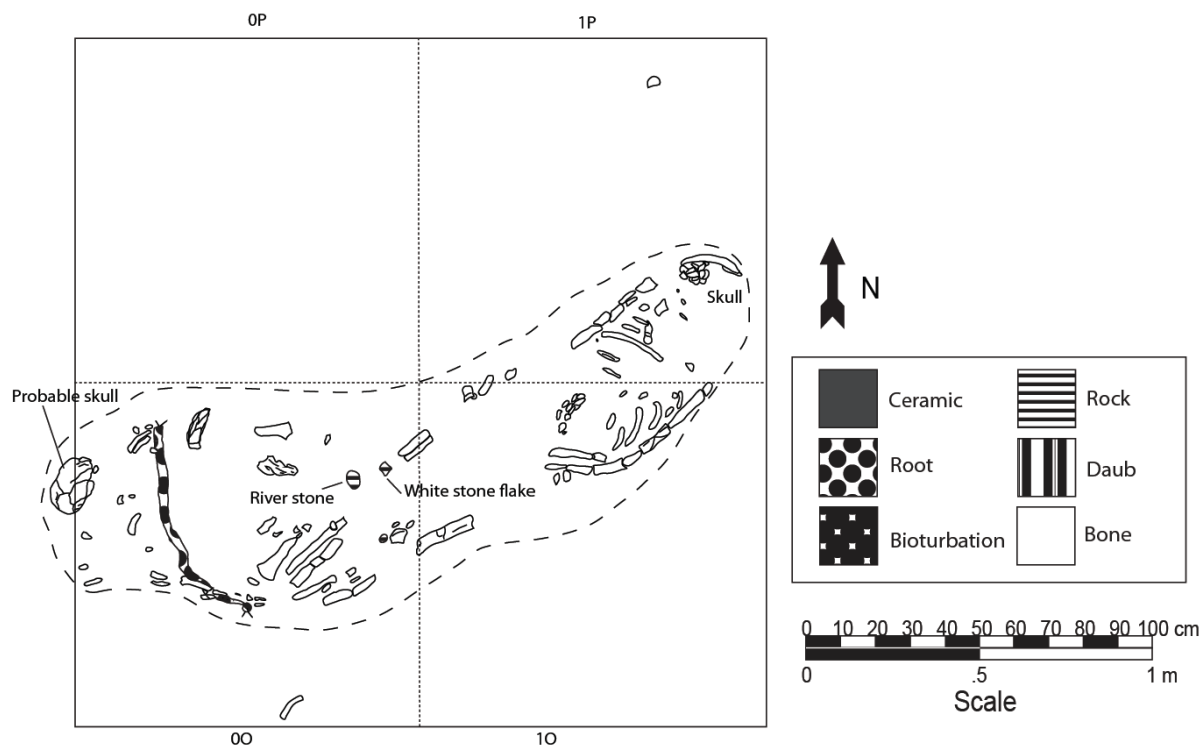 0P 1P
Skull
N
Probable skull
River stone
White stone flake
Ceramic
Rock
Root
Daub
Bioturbation
Bone
0 10 20 30 40 50 60 70 80 90 100 cm
0 .5 1 m
Scale
0O 1O